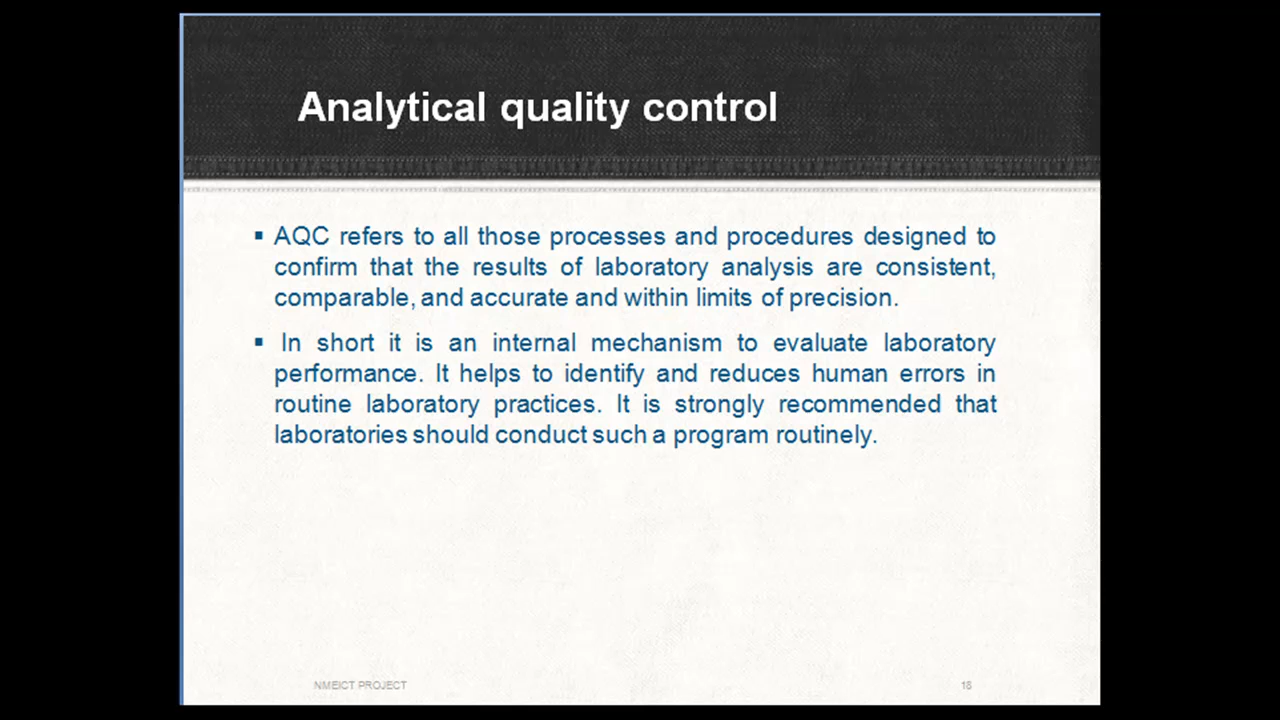 Analytical quality control
▪ AQC refers to all those processes and procedures designed to
confirm that the results of laboratory analysis are consistent,
comparable, and accurate and within limits of precision.
▪ In short it is an internal mechanism to evaluate laboratory
performance. It helps to identify and reduces human errors in
routine laboratory practices. It is strongly recommended that
laboratories should conduct such a program routinely.
NMEICT PROJECT
18